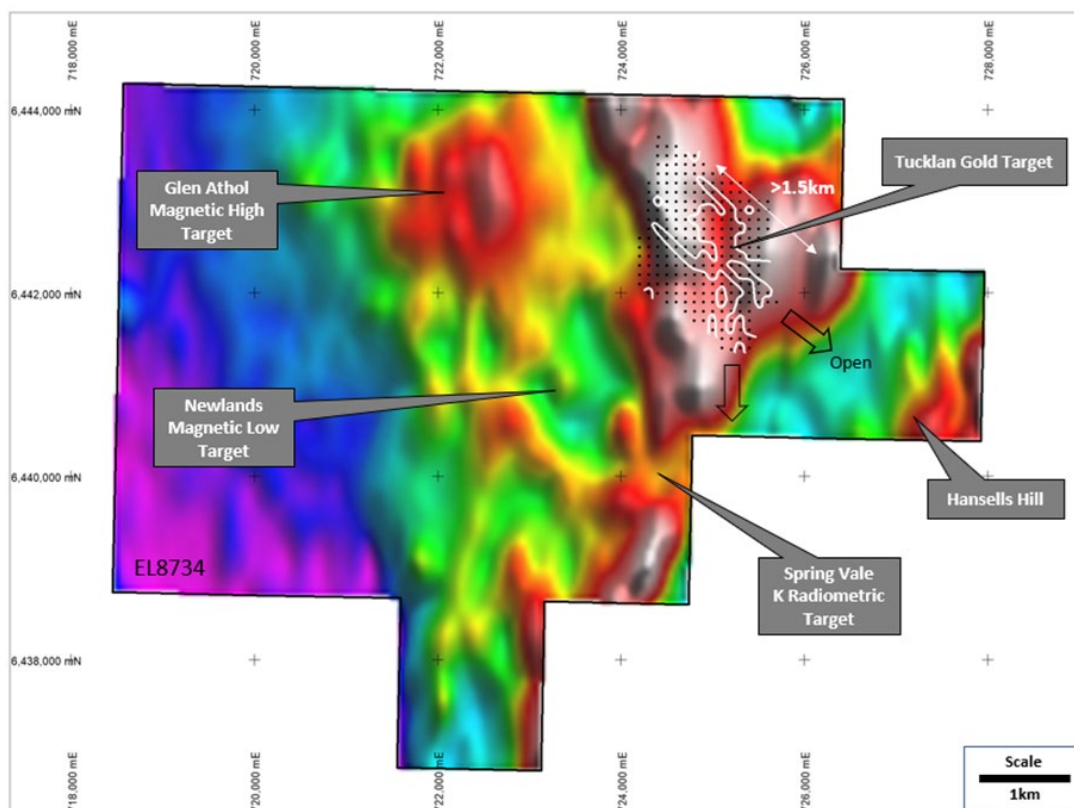 718,000 mE
720,000 mE
722,000 mE
724,000 mE
726,000 mE
728,000 mE
6,444,000 mN
Tucklan Gold Target
>1.5km
Glen Athol
Magnetic High
Target
6,442,000 mN
Open
Newlands
Magnetic Low
Target
6,440,000 mN
Hansells Hill
EL8734
Spring Vale
K Radiometric
Target
6,438,000 mN
718,000 mE
720,000 mE
722,000 mE
724,000 mE
726,000 mE
Scale
1km